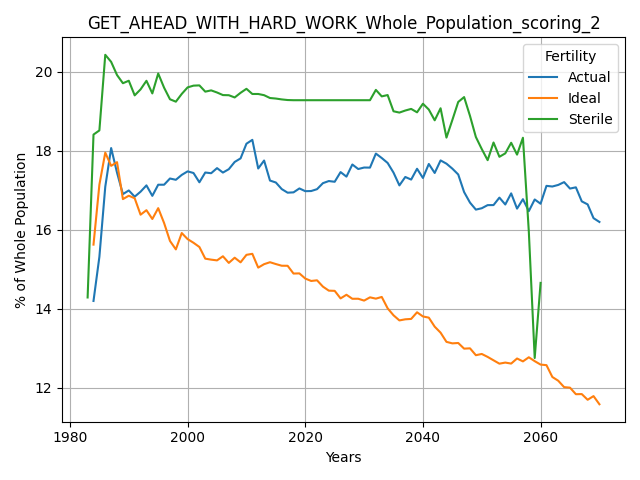 GET_AHEAD_WITH_HARD_WORK_Whole_Population_scoring_2
Fertility
Actual
Ideal
Sterile
% of Whole Population
20
18
16
14
12
1980
2000
2020
2040
2060
Years